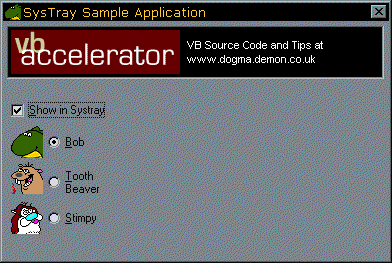 SysTray Sample Application
vb
accelerator
VB Source Code and Tips at
www.dogma.demon.co.uk
Show in Systray
Bob
Tooth
Beaver
Stimpy